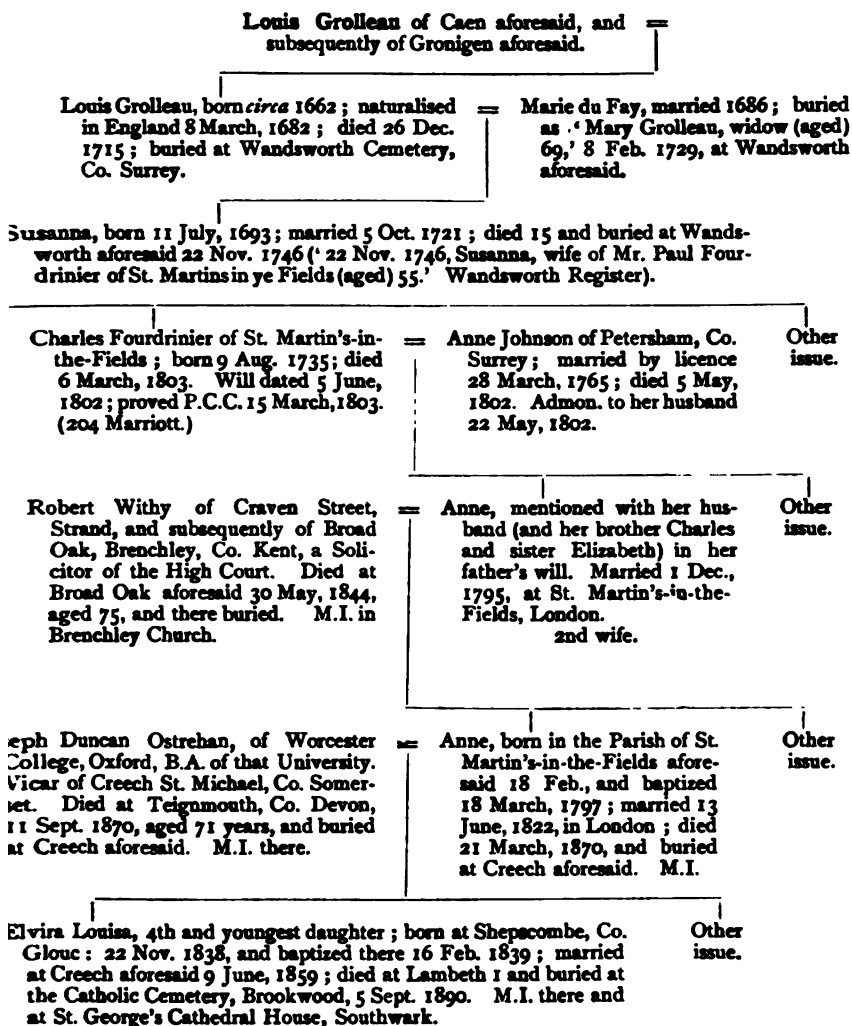 Louis Grolleau of Caen aforesaid, and =
subsequently of Gronigen aforesaid.
Louis Grolleau, born circa 1662 ; naturalised
in England 8 March, 1682 ; died 26 Dec.
1715 ; buried at Wandsworth Cemetery,
Co. Surrey.
=
Marie du Fay, married 1686 ; buried
as ‘ Mary Grolleau, widow (aged)
69,’ 8 Feb. 1729, at Wandsworth
aforesaid.
Susanna, born 11 July, 1693 ; married 5 Oct. 1721 ; died 15 and buried at Wands-
worth aforesaid 22 Nov. 1746 (‘ 22 Nov. 1746, Susanna, wife of Mr. Paul Four-
drinier of St. Martins in ye Fields (aged) 55.’ Wandsworth Register).
Charles Fourdrinier of St. Martin's-in-
the-Fields ; born 9 Aug. 1735 ; died
6 March, 1803. Will dated 5 June,
1802 ; proved P.C.C. 15 March, 1803.
(204 Marriott.)
=
Anne Johnson of Petersham, Co.
Surrey ; married by licence
28 March, 1765 ; died 5 May,
1802. Admon. to her husband
22 May, 1802.
Other
issue.
Robert Withy of Craven Street,
Strand, and subsequently of Broad
Oak, Brenchley, Co. Kent, a Soli-
citor of the High Court. Died at
Broad Oak aforesaid 30 May, 1844,
aged 75, and there buried. M.I. in
Brenchley Church.
=
Anne, mentioned with her hus-
band (and her brother Charles
and sister Elizabeth) in her
father's will. Married 1 Dec.,
1795, at St. Martin's-in-the-
Fields, London.
2nd wife.
Other
issue.
eph Duncan Ostrehan, of Worcester
College, Oxford, B.A. of that University.
Vicar of Creech St. Michael, Co. Somer-
set. Died at Teignmouth, Co. Devon,
11 Sept. 1870, aged 71 years, and buried
at Creech aforesaid. M.I. there.
=
Anne, born in the Parish of St.
Martin's-in-the-Fields afore-
said 18 Feb., and baptized
18 March, 1797 ; married 13
June, 1822, in London ; died
21 March, 1870, and buried
at Creech aforesaid. M.I.
Other
issue.
Elvira Louisa, 4th and youngest daughter ; born at Shepscombe, Co.
Glouc : 22 Nov. 1838, and baptized there 16 Feb. 1839 ; married
at Creech aforesaid 9 June, 1859 ; died at Lambeth 1 and buried at
the Catholic Cemetery, Brookwood, 5 Sept. 1890. M.I. there and
at St. George's Cathedral House, Southwark.
Other
issue.